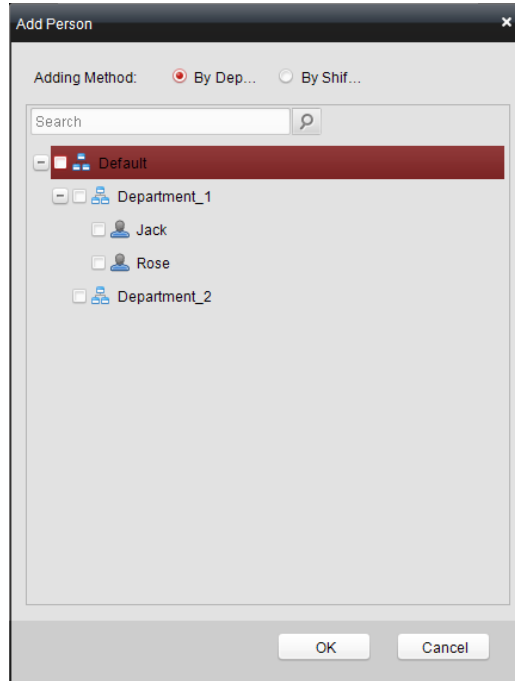 Add Person
Adding Method: By Dep... By Shif...
Search
Default
Department_1
Jack
Rose
Department_2
OK Cancel